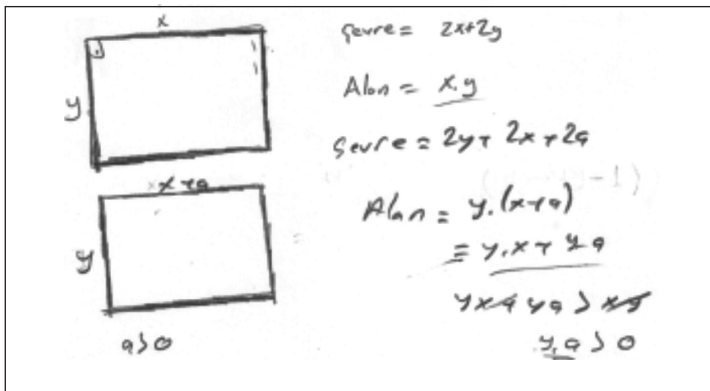 x
y
Çevre = 2x+2y
Alan = x.y
Çevre = 2y+ 2x+2a
x+a
y
Alan = y.(x+a)
= y.x+ y.a
yx+ ya > xy
y.a > 0
a>0